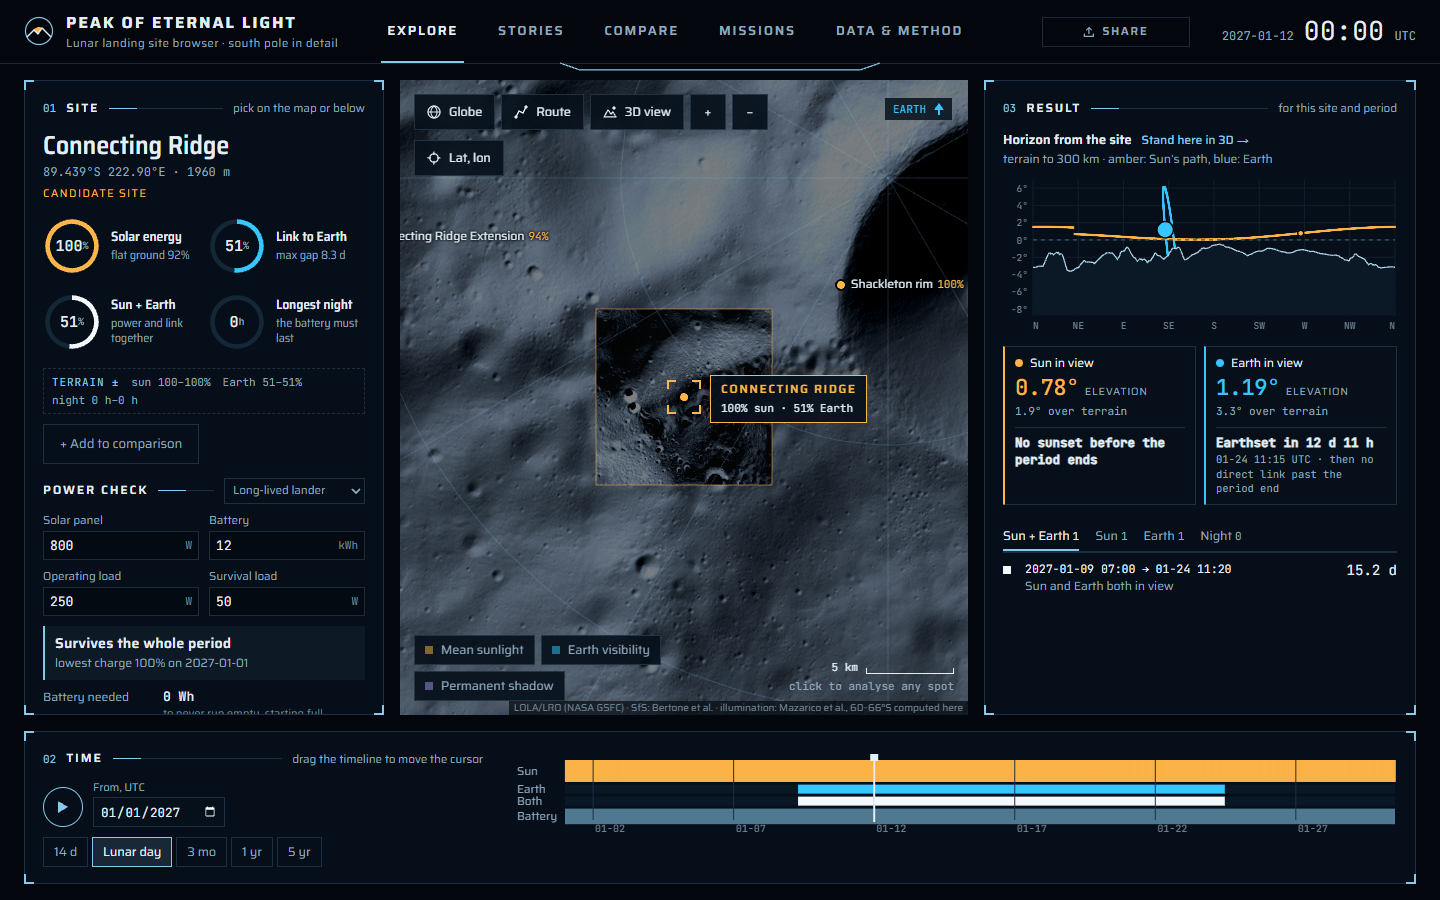 PEAK OF ETERNAL LIGHT
Lunar landing site browser · south pole in detail
EXPLORE
STORIES
COMPARE
MISSIONS
DATA & METHOD
SHARE
2027-01-12 00:00 UTC
01 SITE
pick on the map or below
Connecting Ridge
89.439°S 222.90°E · 1960 m
CANDIDATE SITE
100%
Solar energy
flat ground 92%
51%
Link to Earth
max gap 8.3 d
51%
Sun + Earth
power and link
together
0h
Longest night
the battery must
last
TERRAIN ± sun 100–100% Earth 51–51%
night 0 h–0 h
+ Add to comparison
POWER CHECK
Long-lived lander
Solar panel
800 W
Battery
12 kWh
Operating load
250 W
Survival load
50 W
Survives the whole period
lowest charge 100% on 2027-01-01
Battery needed
0 Wh
to never run empty, starting full
Globe
Route
3D view
+
−
EARTH
Lat, lon
ecting Ridge Extension 94%
Shackleton rim 100%
CONNECTING RIDGE
100% sun · 51% Earth
Mean sunlight
Earth visibility
Permanent shadow
5 km
click to analyse any spot
LOLA/LRO (NASA GSFC) · SfS: Bertone et al. · illumination: Mazarico et al., 60–66°S computed here
03 RESULT
for this site and period
Horizon from the site
Stand here in 3D →
terrain to 300 km · amber: Sun's path, blue: Earth
6°
4°
2°
0°
-2°
-4°
-6°
-8°
N
NE
E
SE
S
SW
W
NW
N
Sun in view
0.78° ELEVATION
1.9° over terrain
No sunset before the
period ends
Earth in view
1.19° ELEVATION
3.3° over terrain
Earthset in 12 d 11 h
01-24 11:15 UTC · then no
direct link past the
period end
Sun + Earth 1
Sun 1
Earth 1
Night 0
2027-01-09 07:00 → 01-24 11:20
15.2 d
Sun and Earth both in view
02 TIME
drag the timeline to move the cursor
From, UTC
01/01/2027
14 d
Lunar day
3 mo
1 yr
5 yr
Sun
Earth
Both
Battery
01-02
01-07
01-12
01-17
01-22
01-27